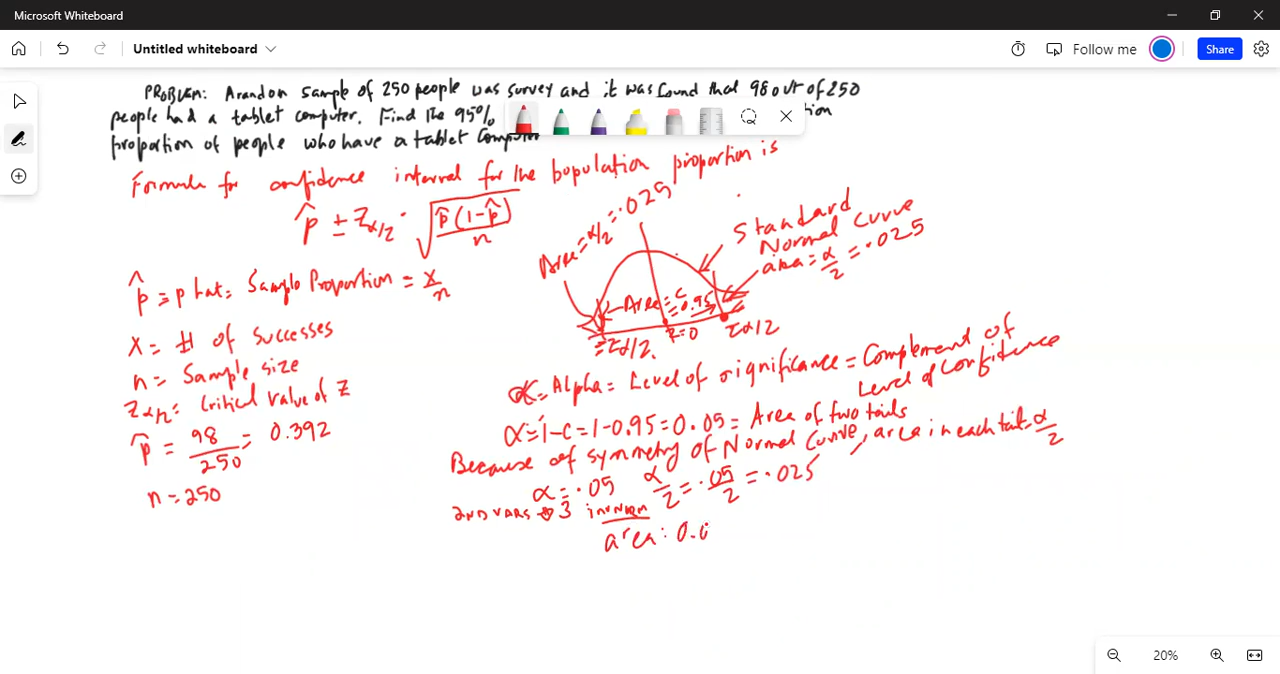 Microsoft Whiteboard
Untitled whiteboard
Follow me
Share
PROBLEM: A random sample of 250 people was survey and it was found that 98 out of 250
people had a tablet computer. Find the 95%
proportion of people who have a tablet computer
Formula for confidence interval for the population proportion is
p̂ ± Zα/2 · √(p̂(1-p̂)/n)
Area = α/2 = .025
Standard
Normal Curve
area = α/2 = .025
Area = C
= 0.95
-Zα/2
Z=0
Zα/2
p̂ = p hat = Sample Proportion = x/n
X = # of successes
n = Sample size
Zα/2 = Critical Value of Z
p̂ = 98/250 = 0.392
n = 250
α = Alpha = Level of significance = Complement of
Level of Confidence
α = 1-C = 1-0.95 = 0.05 = Area of two tails
Because of symmetry of Normal Curve, area in each tail = α/2
α = .05 α/2 = .05/2 = .025
2ND VARS 3 invnorm
area: 0.0
20%